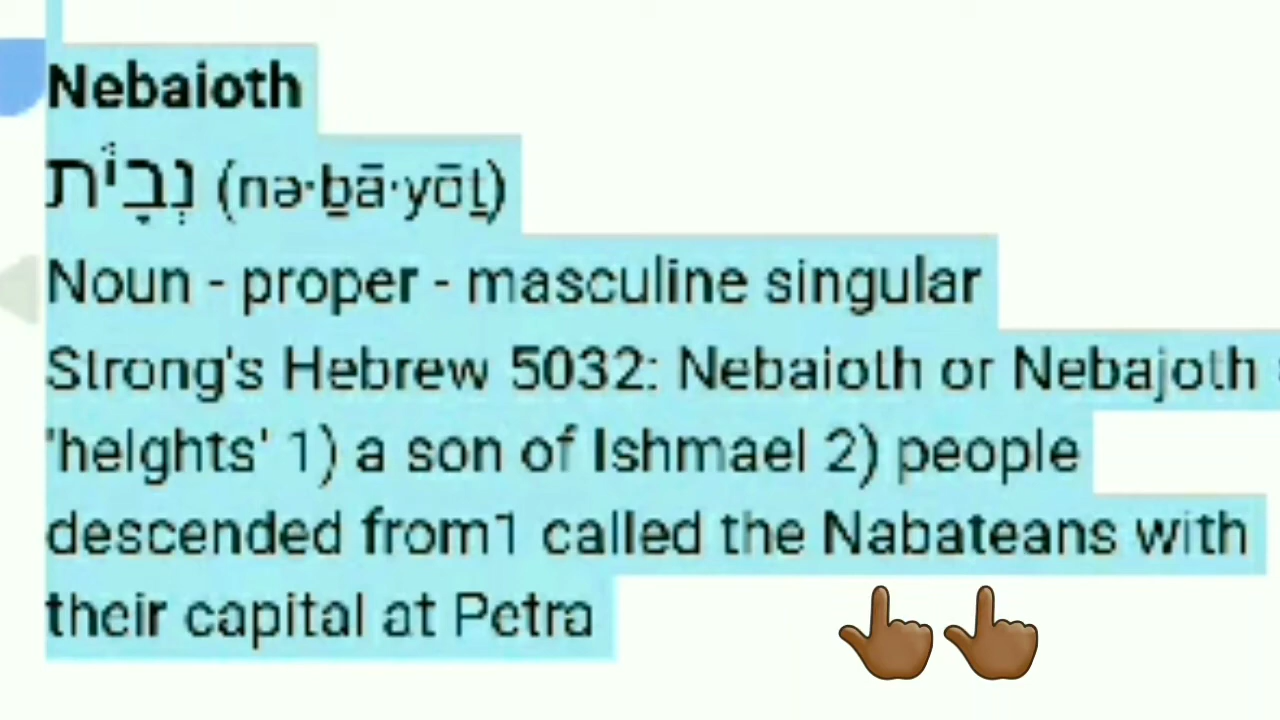 Nebaioth
נְבָי֔וֹת (nə·ḇā·yōṯ)
Noun - proper - masculine singular
Strong's Hebrew 5032: Nebaioth or Nebajoth
'heights' 1) a son of Ishmael 2) people
descended from1 called the Nabateans with
their capital at Petra